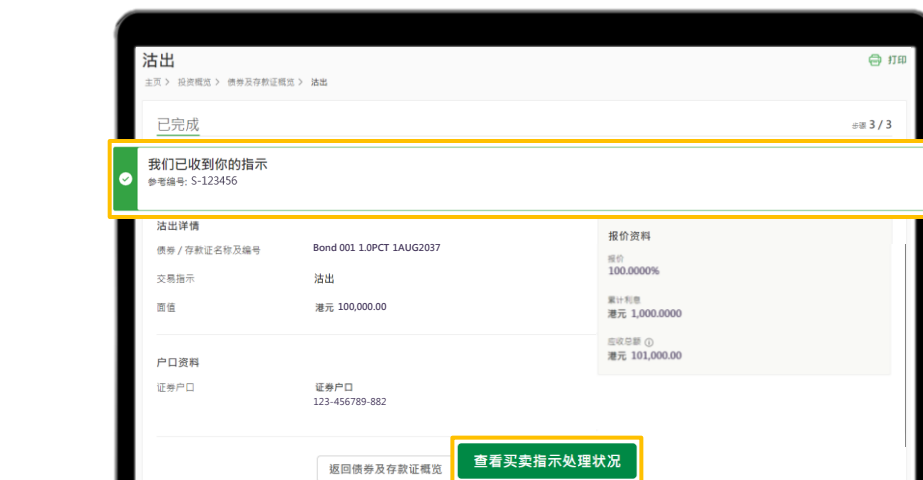 沽出
打印
主页 > 投资概览 > 债券及存款证概览 > 沽出
已完成
步骤 3 / 3
我们已收到你的指示
参考编号: S-123456
沽出详情
债券 / 存款证名称及编号
Bond 001 1.0PCT 1AUG2037
交易指示
沽出
面值
港元 100,000.00
报价资料
报价
100.0000%
累计利息
港元 1,000.0000
应收总额
港元 101,000.00
户口资料
证券户口
证券户口
123-456789-882
返回债券及存款证概览
查看买卖指示处理状况